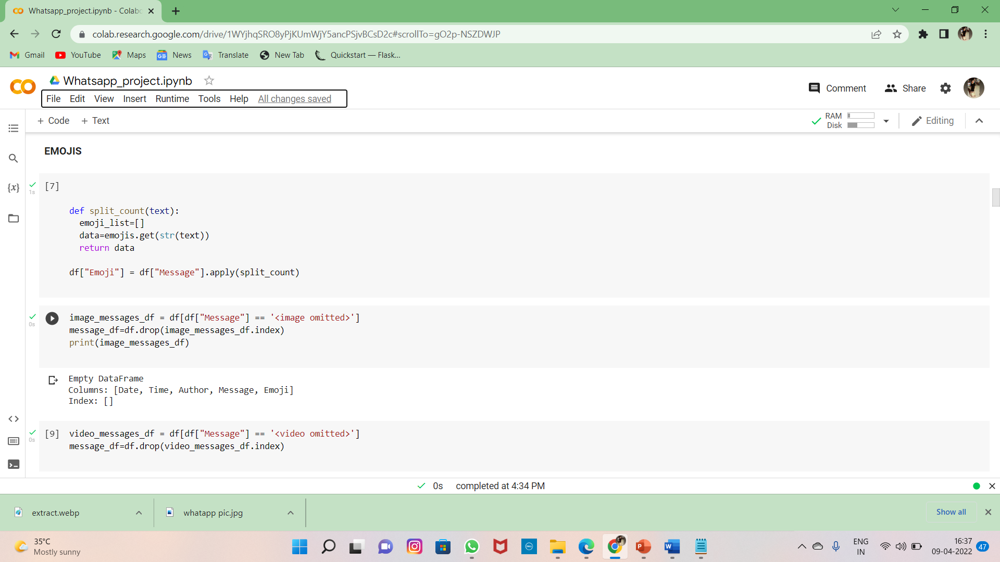 Whatsapp_project.ipynb - Colabc
colab.research.google.com/drive/1WYjhqSRO8yPjKUmWjY5ancPSjvBCsD2c#scrollTo=gO2p-NSZDWJP
Gmail YouTube Maps News Translate New Tab Quickstart — Flask...
Whatsapp_project.ipynb
Comment Share
File Edit View Insert Runtime Tools Help All changes saved
+ Code + Text
RAM
Disk
Editing
EMOJIS
[7]
1s
def split_count(text):
emoji_list=[]
data=emojis.get(str(text))
return data
df["Emoji"] = df["Message"].apply(split_count)
0s
image_messages_df = df[df["Message"] == '<image omitted>']
message_df=df.drop(image_messages_df.index)
print(image_messages_df)
Empty DataFrame
Columns: [Date, Time, Author, Message, Emoji]
Index: []
[9] video_messages_df = df[df["Message"] == '<video omitted>']
0s
message_df=df.drop(video_messages_df.index)
0s completed at 4:34 PM
extract.webp
whatapp pic.jpg
Show all
35°C
Mostly sunny
ENG
IN
16:37
09-04-2022
47